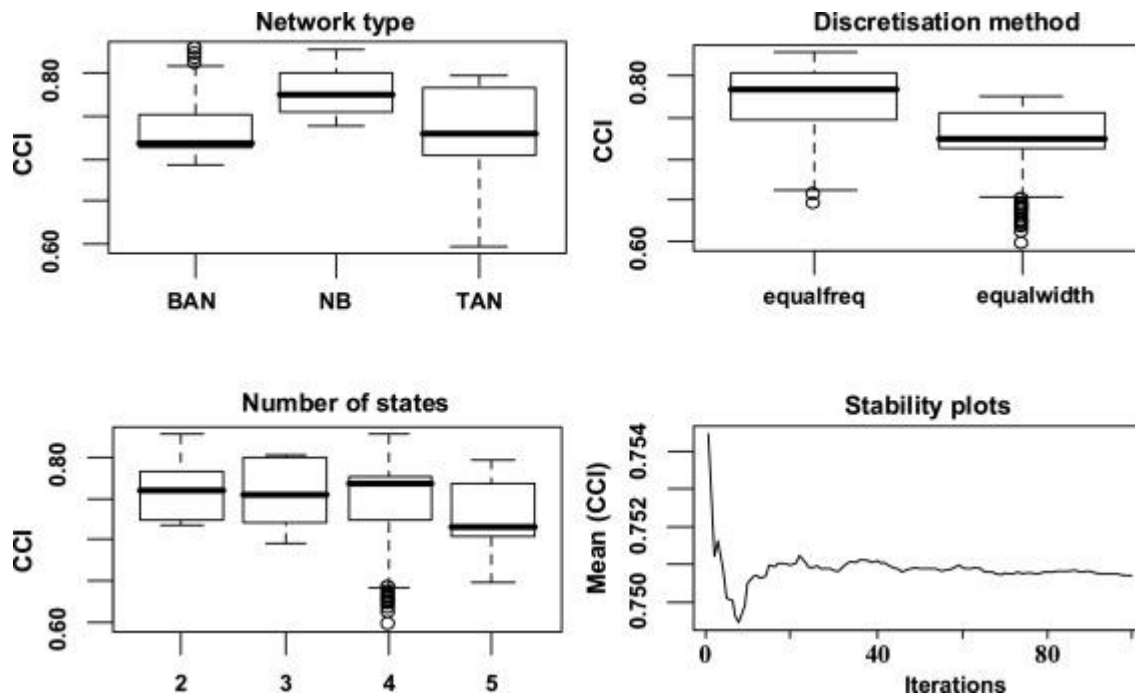 Network type
CCI
0.80
0.60
BAN NB TAN
Discretisation method
CCI
0.80
0.60
equalfreq equalwidth
Number of states
CCI
0.80
0.60
2 3 4 5
Stability plots
Mean (CCI)
0.754
0.752
0.750
0 40 80
Iterations